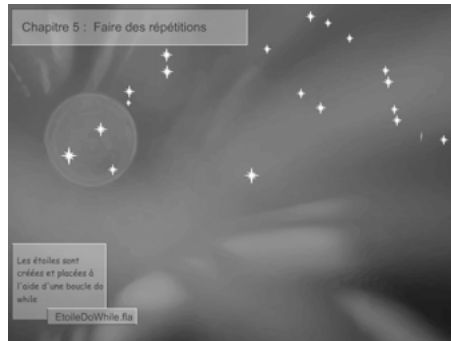 Chapitre 5 : Faire des répétitions
Les étoiles sont
créées et placées à
l'aide d'une boucle do
while
EtoileDoWhile.fla